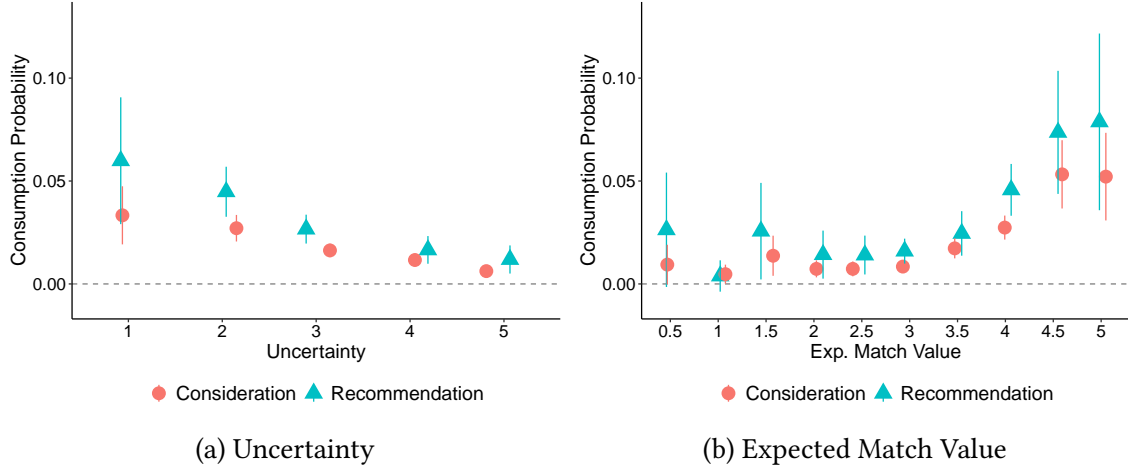 Consumption Probability
0.10
0.05
0.00
1 2 3 4 5
Uncertainty
Consideration Recommendation
(a) Uncertainty
Consumption Probability
0.10
0.05
0.00
0.5 1 1.5 2 2.5 3 3.5 4 4.5 5
Exp. Match Value
Consideration Recommendation
(b) Expected Match Value